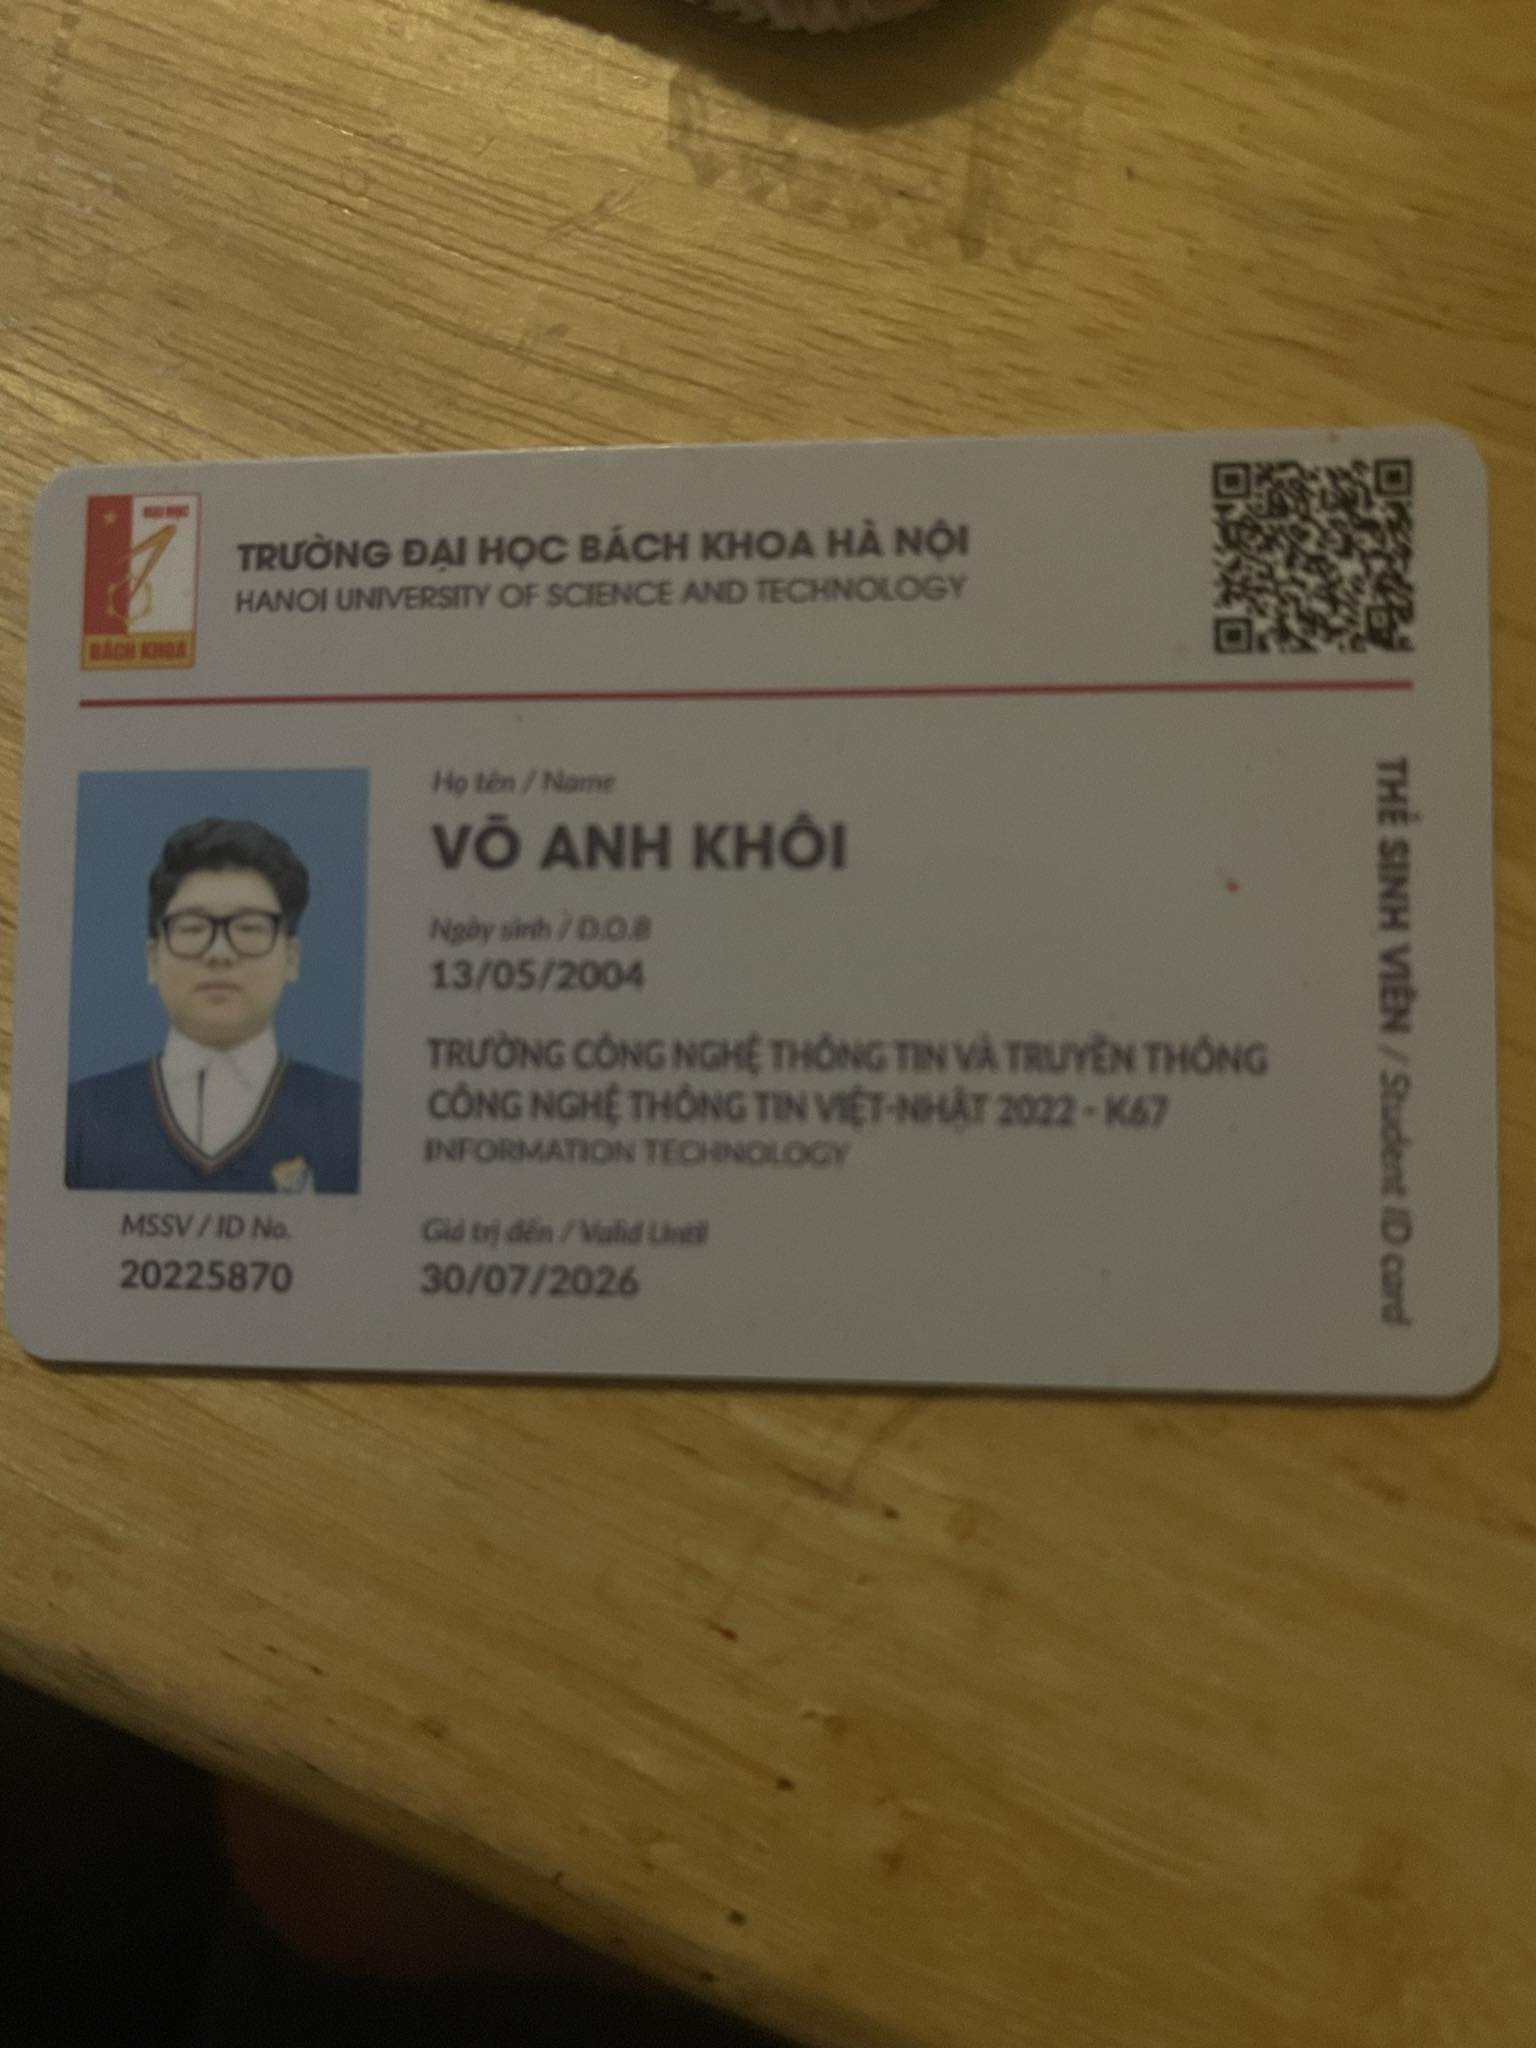 ĐẠI HỌC
BÁCH KHOA
TRƯỜNG ĐẠI HỌC BÁCH KHOA HÀ NỘI
HANOI UNIVERSITY OF SCIENCE AND TECHNOLOGY
Họ tên / Name
VÕ ANH KHÔI
Ngày sinh / D.O.B
13/05/2004
TRƯỜNG CÔNG NGHỆ THÔNG TIN VÀ TRUYỀN THÔNG
CÔNG NGHỆ THÔNG TIN VIỆT-NHẬT 2022 - K67
INFORMATION TECHNOLOGY
MSSV / ID No.
20225870
Giá trị đến / Valid Until
30/07/2026
THẺ SINH VIÊN / Student ID card